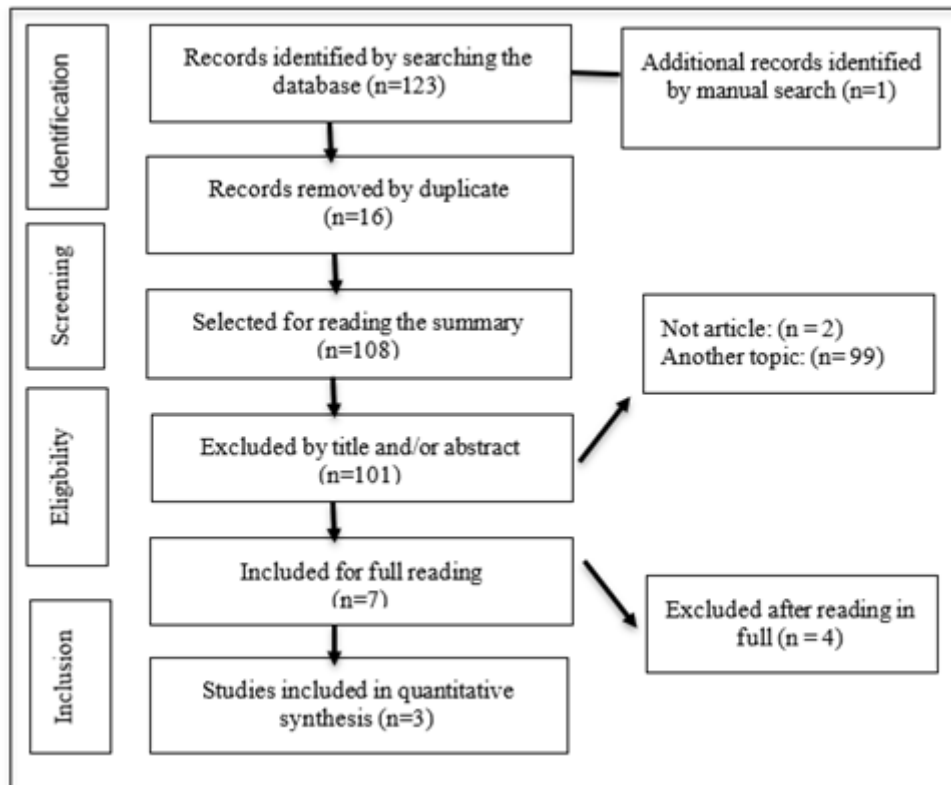 Identification
Records identified by searching the
database (n=123)
Additional records identified
by manual search (n=1)
Records removed by duplicate
(n=16)
Screening
Selected for reading the summary
(n=108)
Not article: (n = 2)
Another topic: (n= 99)
Eligibility
Excluded by title and/or abstract
(n=101)
Included for full reading
(n=7)
Excluded after reading in
full (n = 4)
Inclusion
Studies included in quantitative
synthesis (n=3)